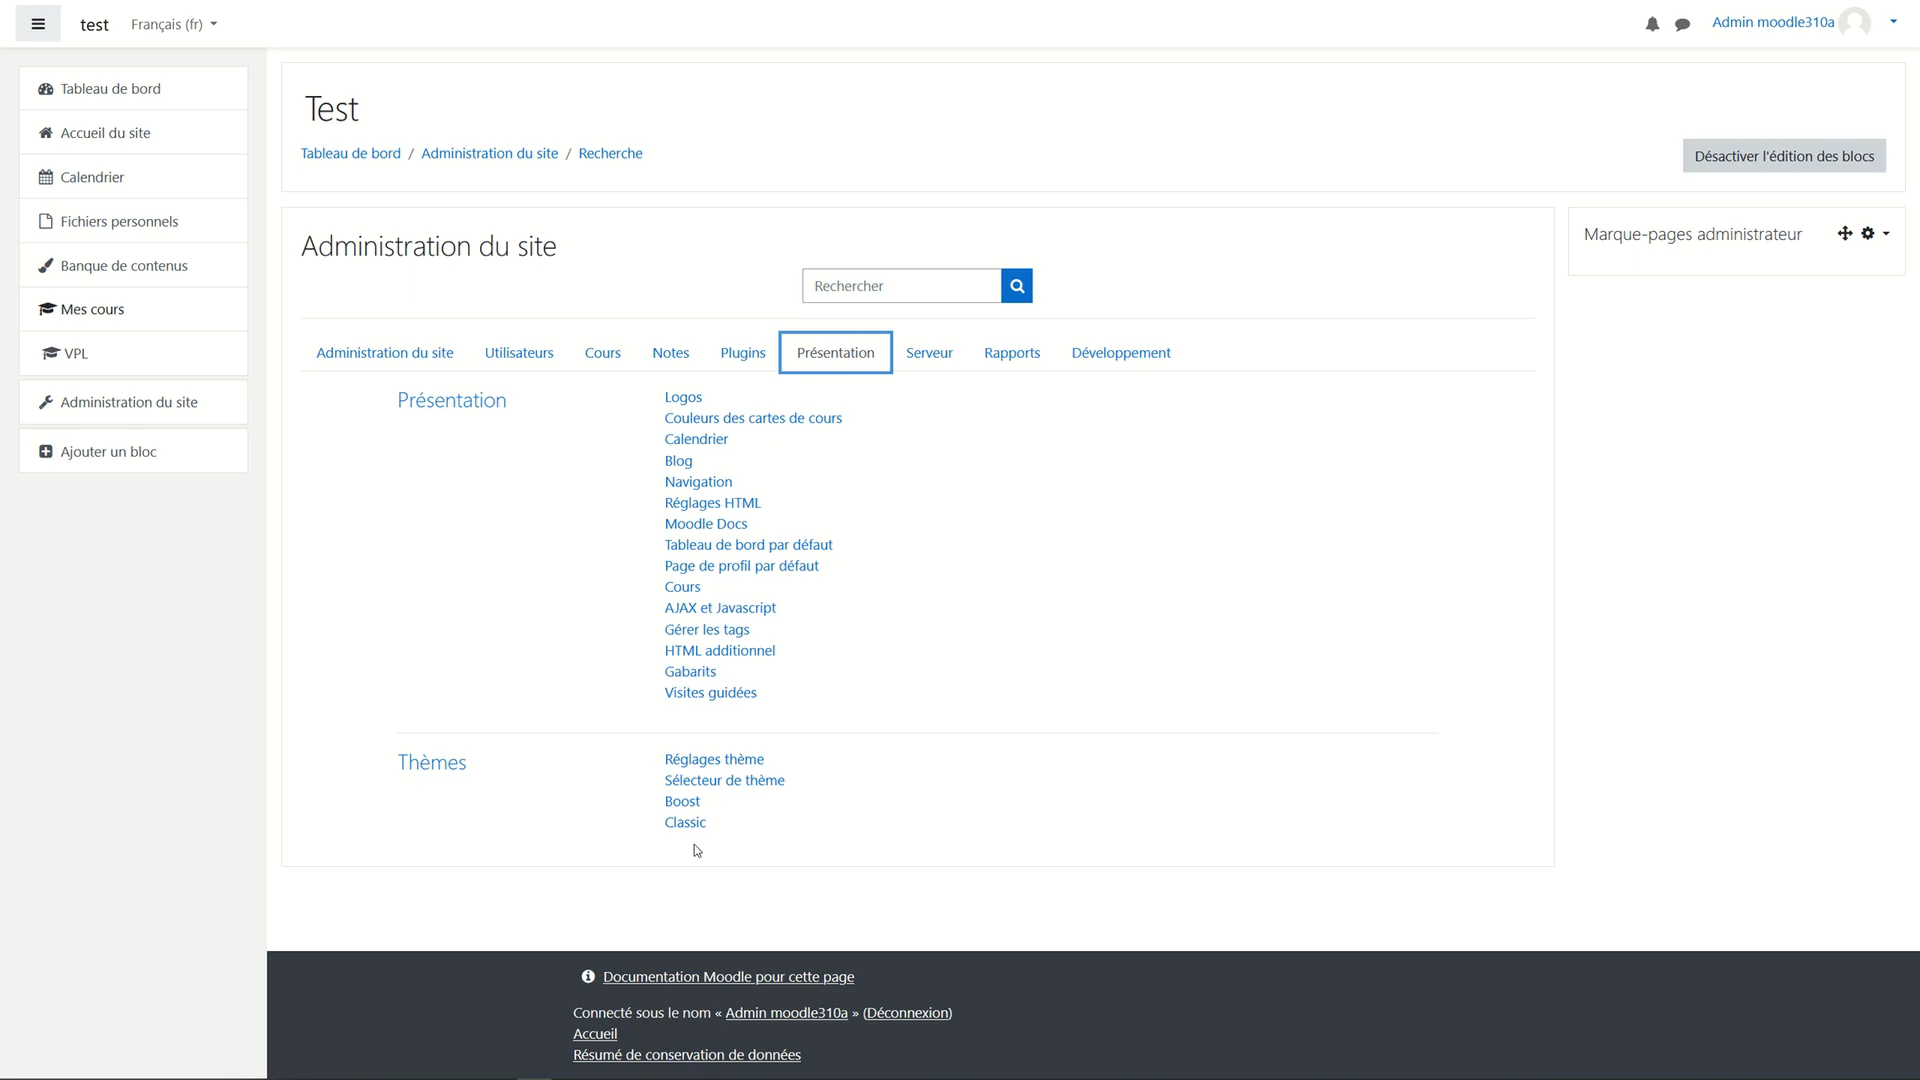 test
Français (fr)
Admin moodle310a
Tableau de bord
Accueil du site
Calendrier
Fichiers personnels
Banque de contenus
Mes cours
VPL
Administration du site
Ajouter un bloc
Test
Tableau de bord / Administration du site / Recherche
Désactiver l'édition des blocs
Administration du site
Rechercher
Administration du site
Utilisateurs
Cours
Notes
Plugins
Présentation
Serveur
Rapports
Développement
Présentation
Logos
Couleurs des cartes de cours
Calendrier
Blog
Navigation
Réglages HTML
Moodle Docs
Tableau de bord par défaut
Page de profil par défaut
Cours
AJAX et Javascript
Gérer les tags
HTML additionnel
Gabarits
Visites guidées
Thèmes
Réglages thème
Sélecteur de thème
Boost
Classic
Marque-pages administrateur
Documentation Moodle pour cette page
Connecté sous le nom « Admin moodle310a » (Déconnexion)
Accueil
Résumé de conservation de données